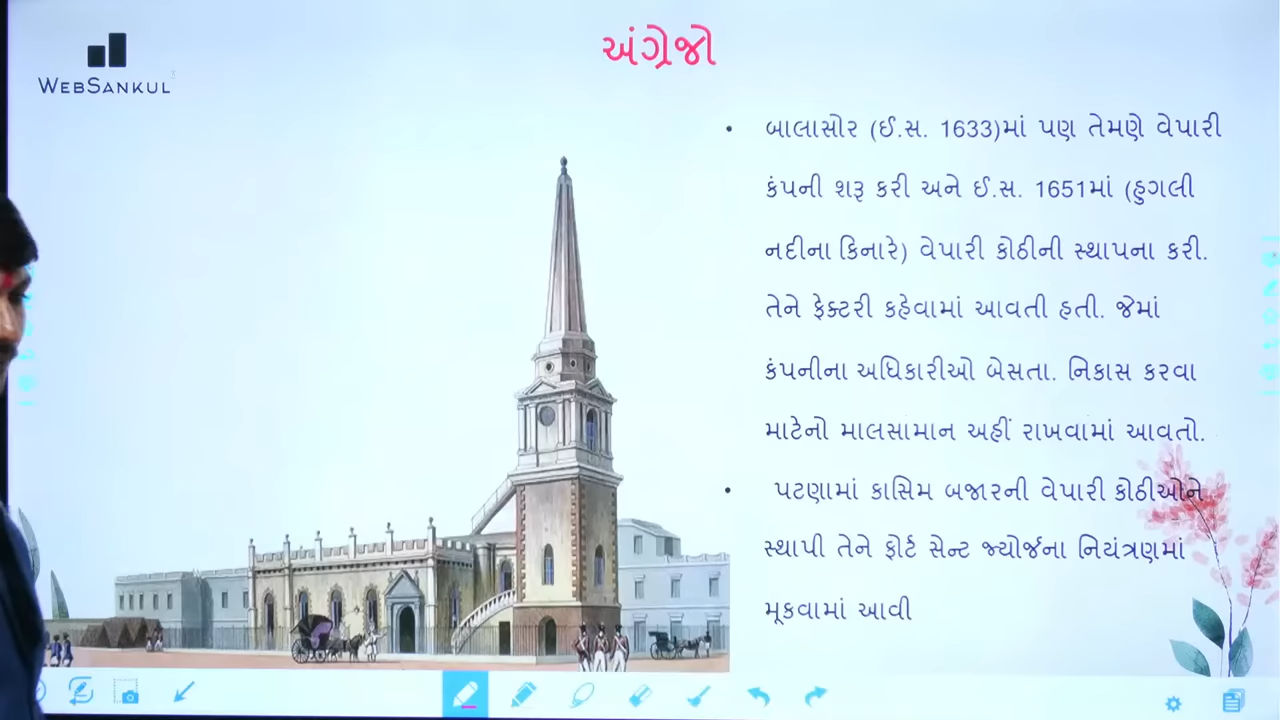 WEBSANKUL
અંગ્રેજો
• બાલાસોર (ઈ.સ. 1633)માં પણ તેમણે વેપારી
કંપની શરૂ કરી અને ઈ.સ. 1651માં (હુગલી
નદીના કિનારે) વેપારી કોઠીની સ્થાપના કરી.
તેને ફેક્ટરી કહેવામાં આવતી હતી. જેમાં
કંપનીના અધિકારીઓ બેસતા. નિકાસ કરવા
માટેનો માલસામાન અહીં રાખવામાં આવતો.
• પટણામાં કાસિમ બજારની વેપારી કોઠીઓને
સ્થાપી તેને ફોર્ટ સેન્ટ જ્યોર્જના નિયંત્રણમાં
મૂકવામાં આવી